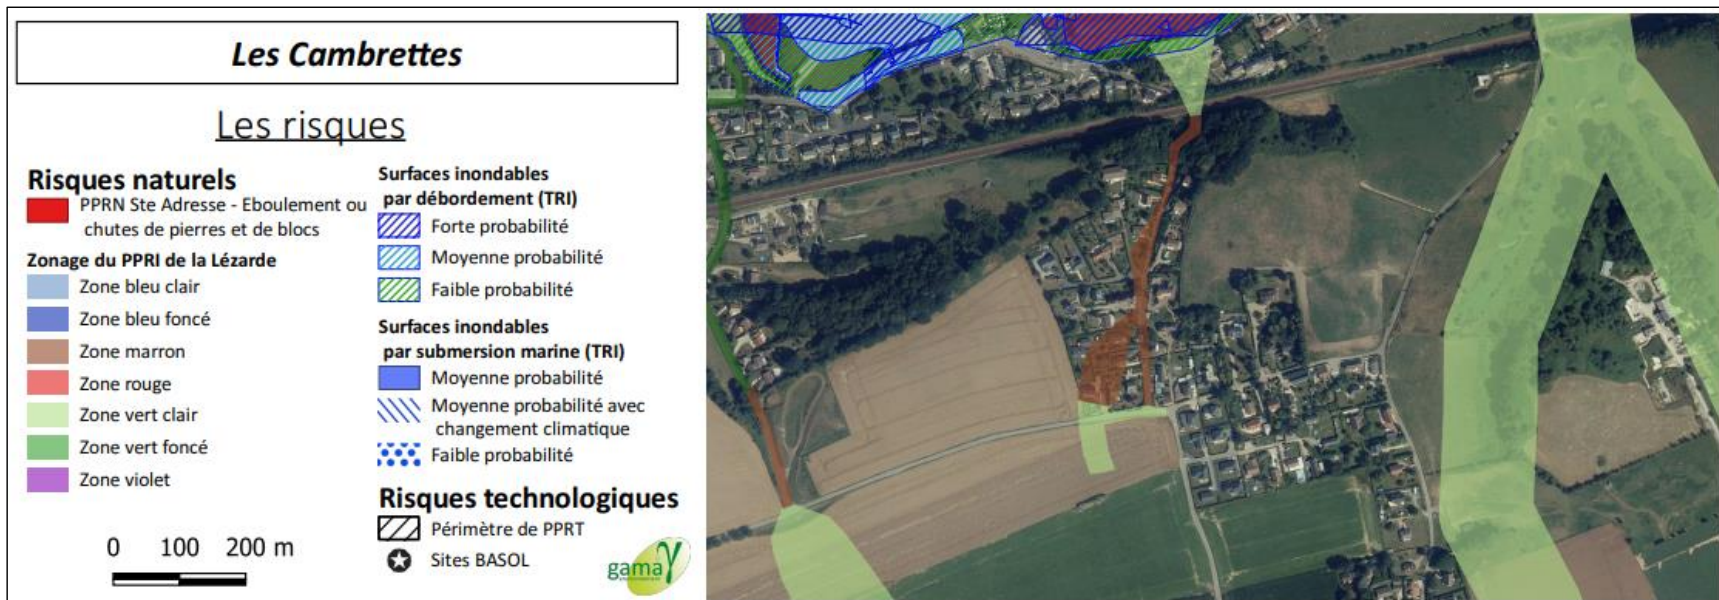 Les Cambrettes
Les risques
Risques naturels
PPRN Ste Adresse - Eboulement ou
chutes de pierres et de blocs
Zonage du PPRI de la Lézarde
Zone bleu clair
Zone bleu foncé
Zone marron
Zone rouge
Zone vert clair
Zone vert foncé
Zone violet
0 100 200 m
Surfaces inondables
par débordement (TRI)
Forte probabilité
Moyenne probabilité
Faible probabilité
Surfaces inondables
par submersion marine (TRI)
Moyenne probabilité
Moyenne probabilité avec
changement climatique
Faible probabilité
Risques technologiques
Périmètre de PPRT
Sites BASOL
gama